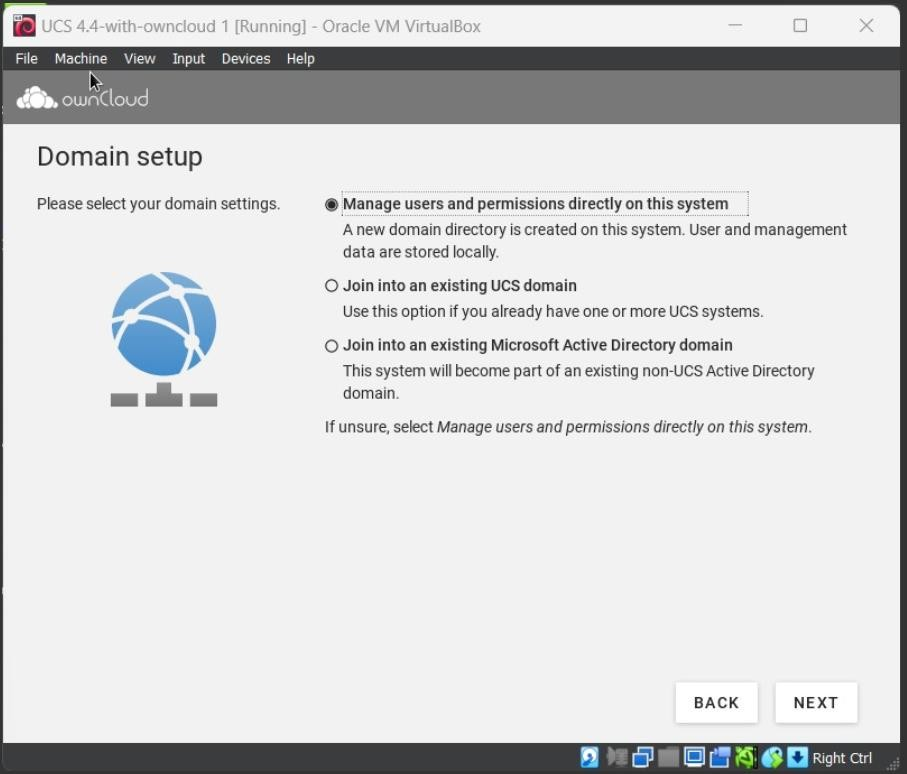 UCS 4.4-with-owncloud 1 [Running] - Oracle VM VirtualBox
File Machine View Input Devices Help
ownCloud
Domain setup
Please select your domain settings.
Manage users and permissions directly on this system
A new domain directory is created on this system. User and management
data are stored locally.
Join into an existing UCS domain
Use this option if you already have one or more UCS systems.
Join into an existing Microsoft Active Directory domain
This system will become part of an existing non-UCS Active Directory
domain.
If unsure, select Manage users and permissions directly on this system.
BACK NEXT
Right Ctrl